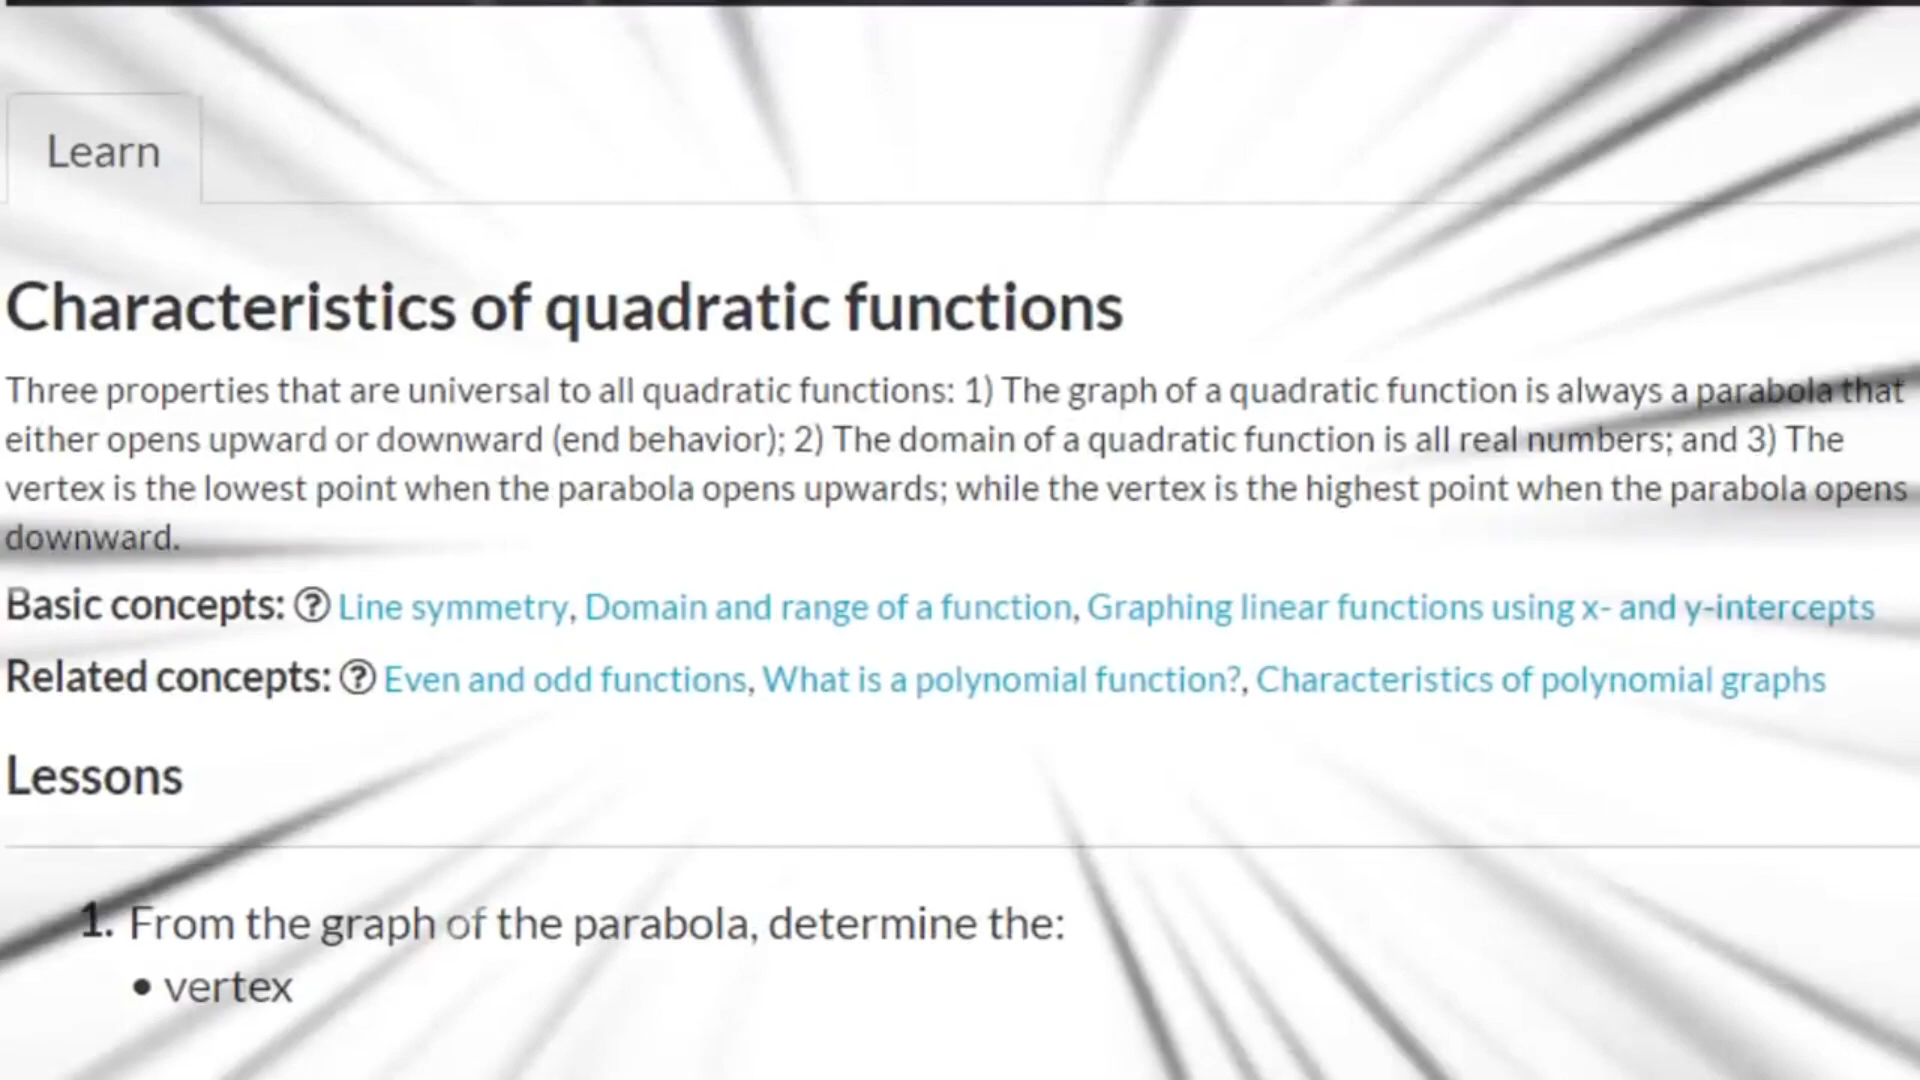 Learn
Characteristics of quadratic functions
Three properties that are universal to all quadratic functions: 1) The graph of a quadratic function is always a parabola that
either opens upward or downward (end behavior); 2) The domain of a quadratic function is all real numbers; and 3) The
vertex is the lowest point when the parabola opens upwards; while the vertex is the highest point when the parabola opens
downward.
Basic concepts: ? Line symmetry, Domain and range of a function, Graphing linear functions using x- and y-intercepts
Related concepts: ? Even and odd functions, What is a polynomial function?, Characteristics of polynomial graphs
Lessons
1. From the graph of the parabola, determine the:
• vertex